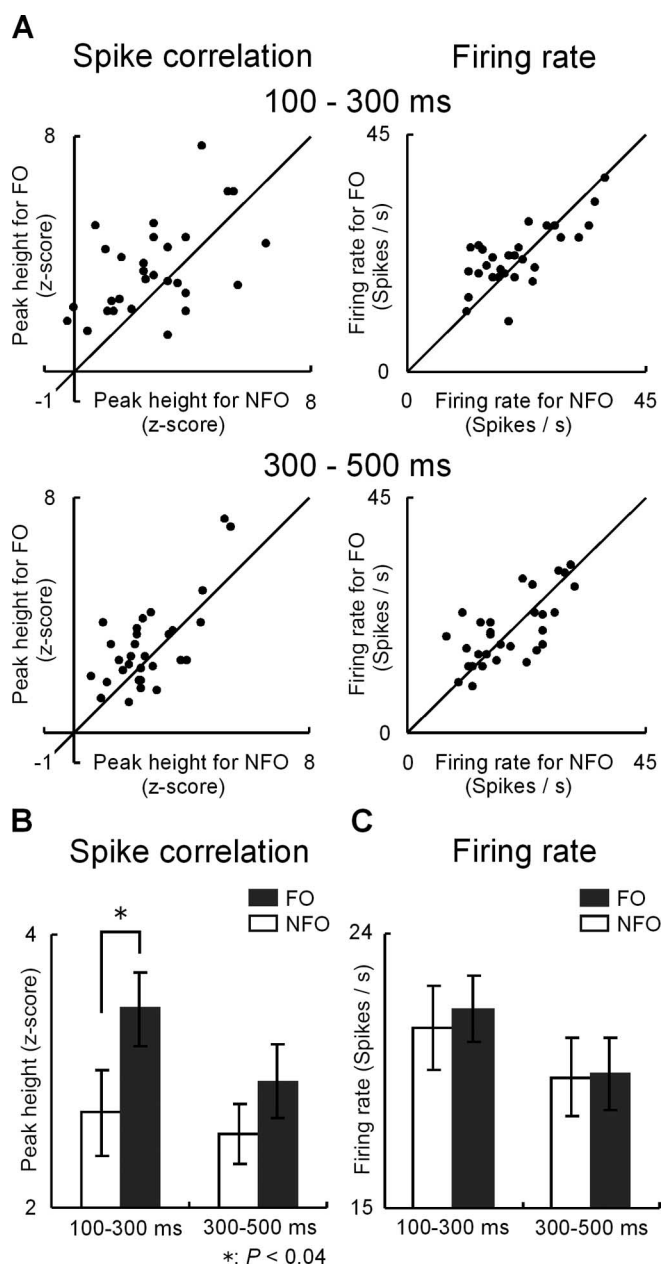 A
Spike correlation
Firing rate
100 - 300 ms
8
Peak height for FO
(z-score)
-1
Peak height for NFO
(z-score)
8
45
Firing rate for FO
(Spikes / s)
0
0
Firing rate for NFO
(Spikes / s)
45
300 - 500 ms
8
Peak height for FO
(z-score)
-1
Peak height for NFO
(z-score)
8
45
Firing rate for FO
(Spikes / s)
0
0
Firing rate for NFO
(Spikes / s)
45
B
Spike correlation
FO
NFO
*
4
Peak height (z-score)
2
100-300 ms
300-500 ms
*: P < 0.04
C
Firing rate
FO
NFO
24
Firing rate (Spikes / s)
15
100-300 ms
300-500 ms